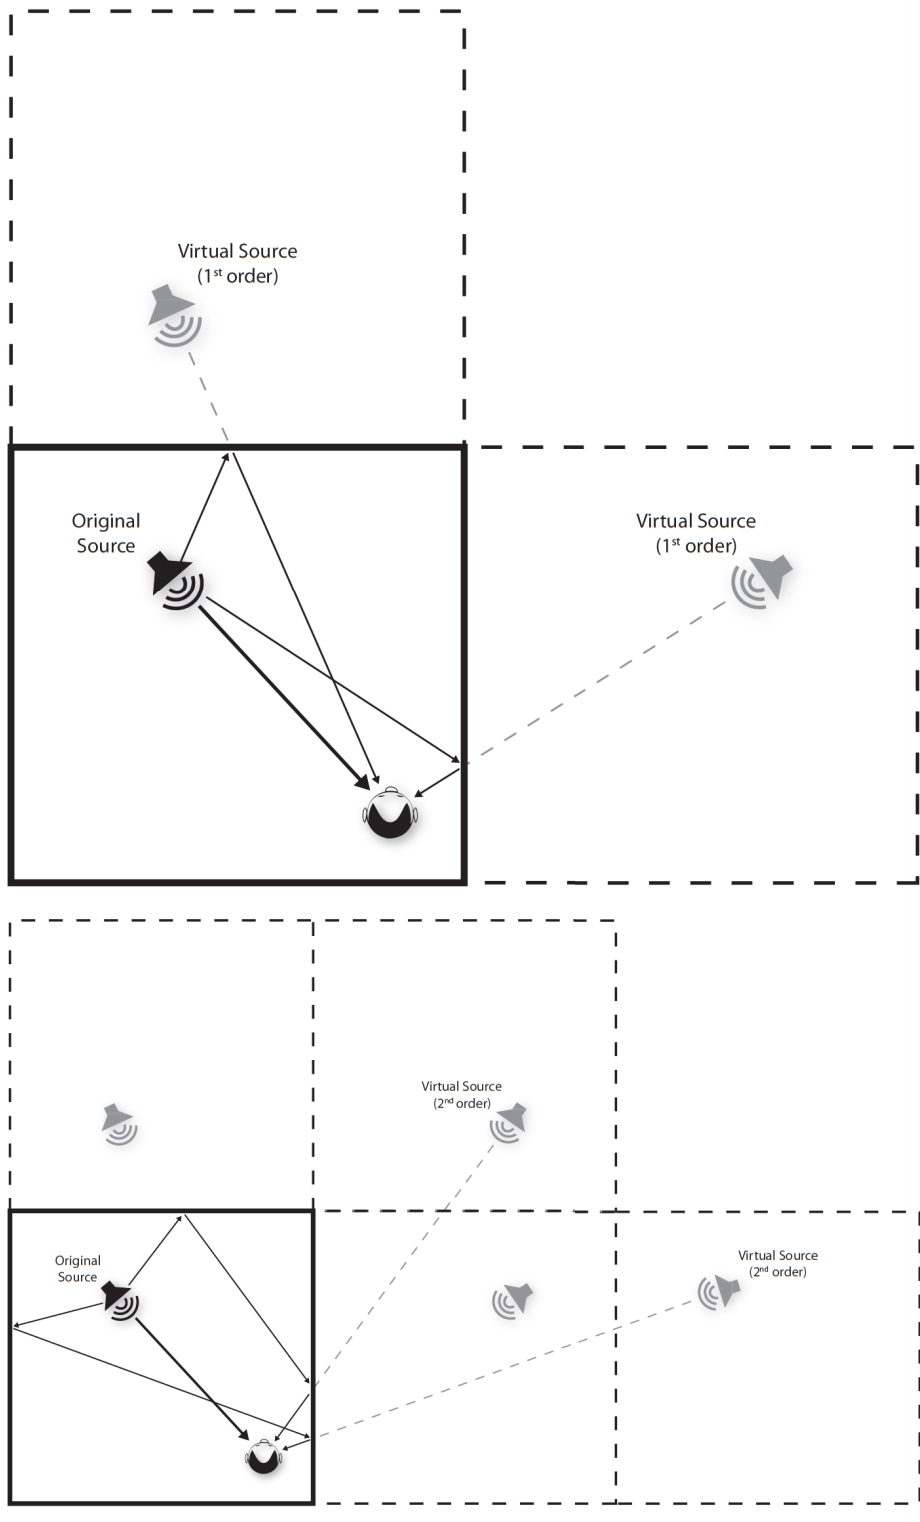 Virtual Source
(1st order)
Original
Source
Virtual Source
(1st order)
Virtual Source
(2nd order)
Original
Source
Virtual Source
(2nd order)